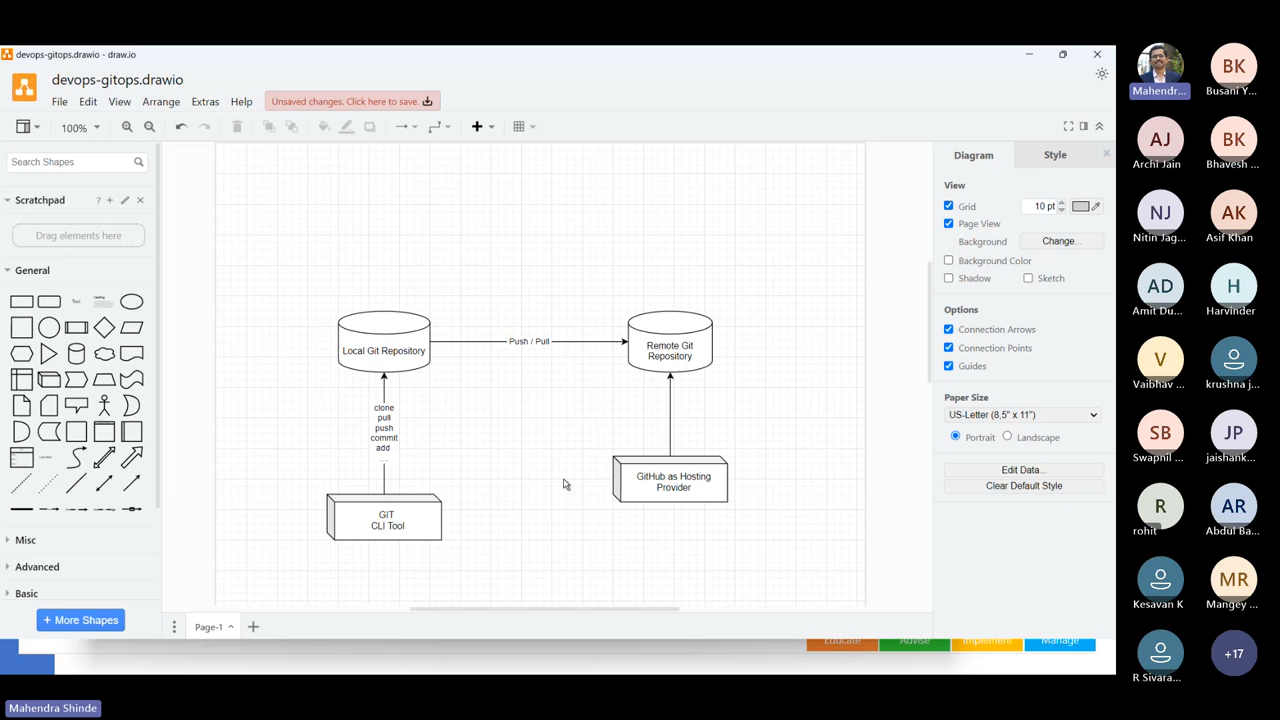 devops-gitops.drawio - draw.io
devops-gitops.drawio
File Edit View Arrange Extras Help
Unsaved changes. Click here to save.
100%
Search Shapes
Scratchpad
?
Drag elements here
General
Text
Heading
Misc
Advanced
Basic
+ More Shapes
Local Git Repository
Push / Pull
Remote Git
Repository
clone
pull
push
commit
add
....
GIT
CLI Tool
GitHub as Hosting
Provider
Page-1
Diagram Style
View
Grid
10 pt
Page View
Background
Change...
Background Color
Shadow
Sketch
Options
Connection Arrows
Connection Points
Guides
Paper Size
US-Letter (8,5" x 11")
Portrait
Landscape
Edit Data...
Clear Default Style
Educate
Advise
Implement
Manage
Mahendr...
BK
Busani Y...
AJ
Archi Jain
BK
Bhavesh ...
NJ
Nitin Jag...
AK
Asif Khan
AD
Amit Du...
H
Harvinder
V
Vaibhav ...
krushna j...
SB
Swapnil ...
JP
jaishank...
R
rohit
AR
Abdul Ba...
Kesavan K
MR
Mangey ...
R Sivara...
+17
Mahendra Shinde